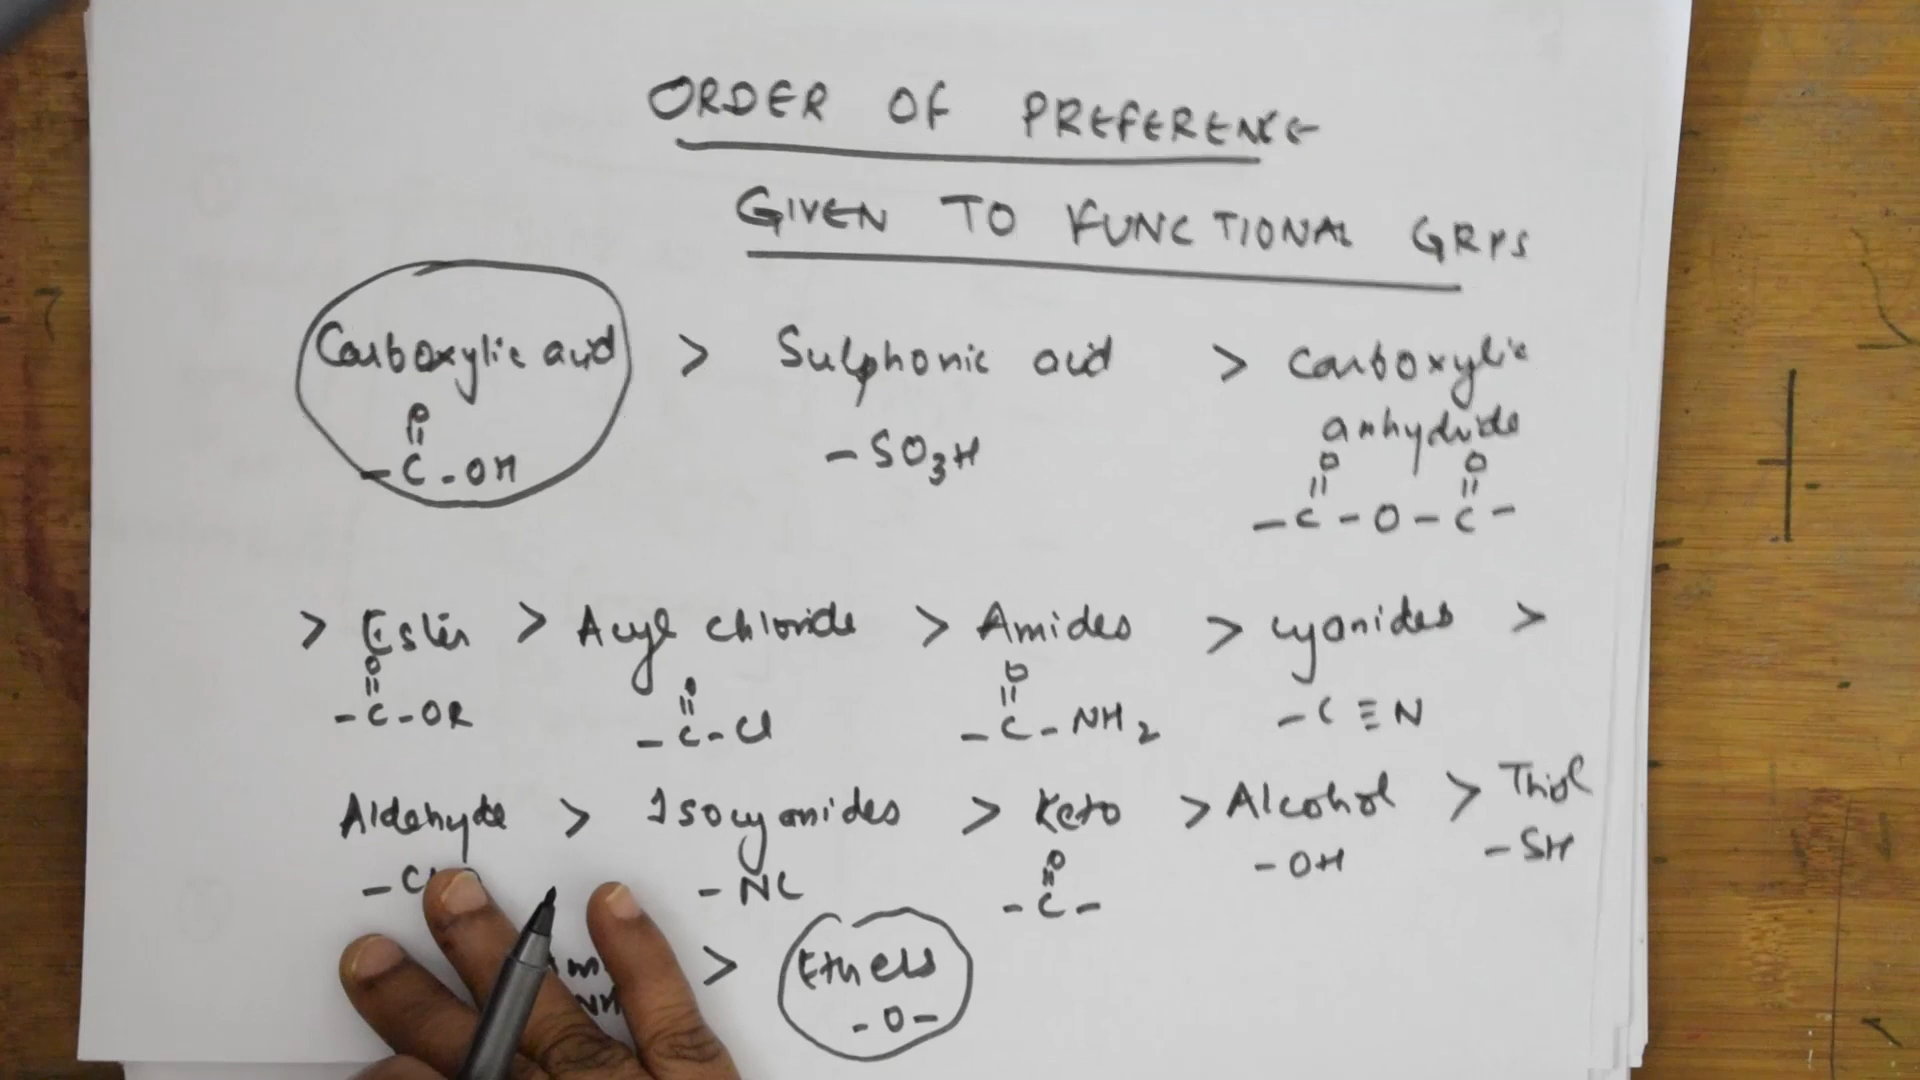 ORDER OF PREFERENCE
GIVEN TO FUNCTIONAL GRPS
Carboxylic acid > Sulphonic acid > Carboxylic
anhydride
O
-C-OH
-SO3H
O O
-C-O-C-
> Ester > Acyl chloride > Amides > cyanides >
O
-C-OR
O
-C-Cl
O
-C-NH2
-C≡N
Aldehyde > Isocyanides > Keto > Alcohol > Thiol
-NC
O
-C-
-OH
-SH
> Ethers
-O-